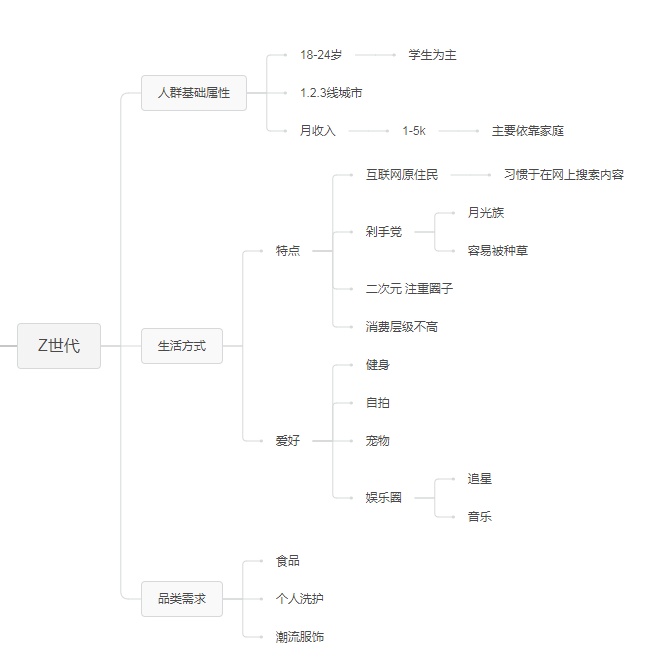 18-24岁 学生为主
人群基础属性 1.2.3线城市
月收入 1-5k 主要依靠家庭
互联网原住民 习惯于在网上搜索内容
月光族
剁手党
特点 容易被种草
二次元 注重圈子
消费层级不高
Z世代 生活方式
健身
自拍
爱好 宠物
追星
娱乐圈
音乐
食品
品类需求 个人洗护
潮流服饰